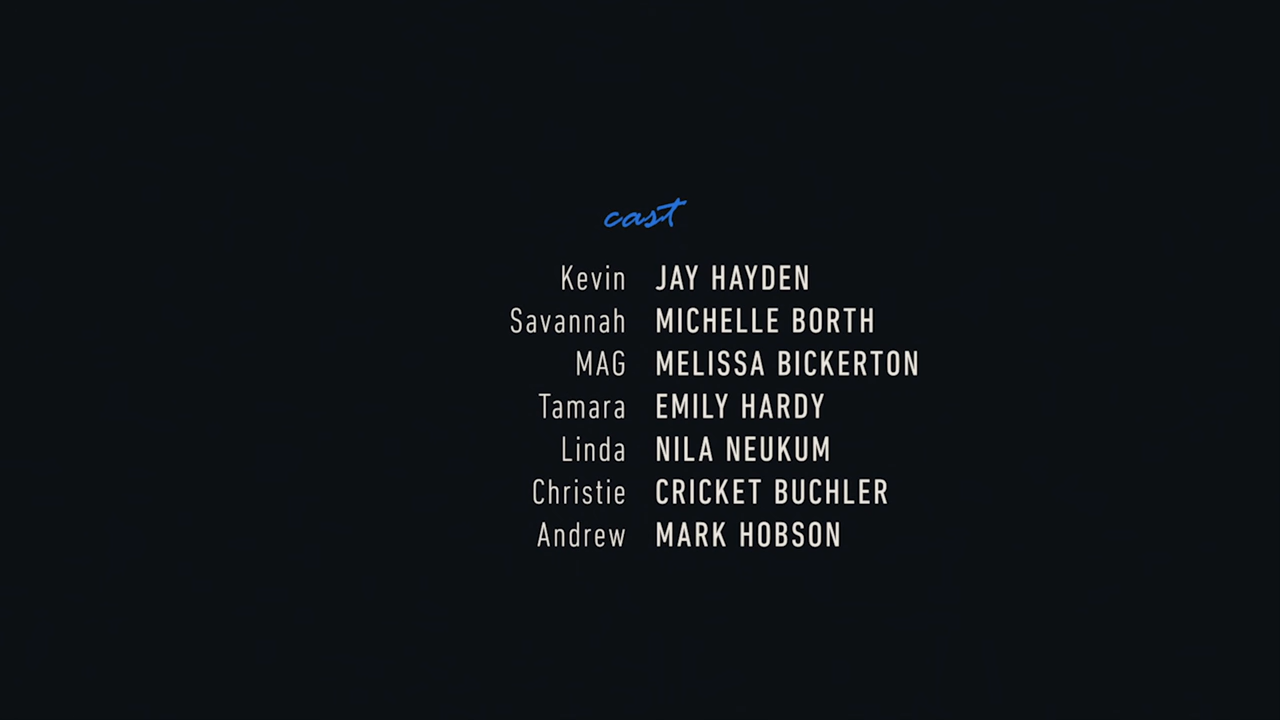 cast
Kevin JAY HAYDEN
Savannah MICHELLE BORTH
MAG MELISSA BICKERTON
Tamara EMILY HARDY
Linda NILA NEUKUM
Christie CRICKET BUCHLER
Andrew MARK HOBSON